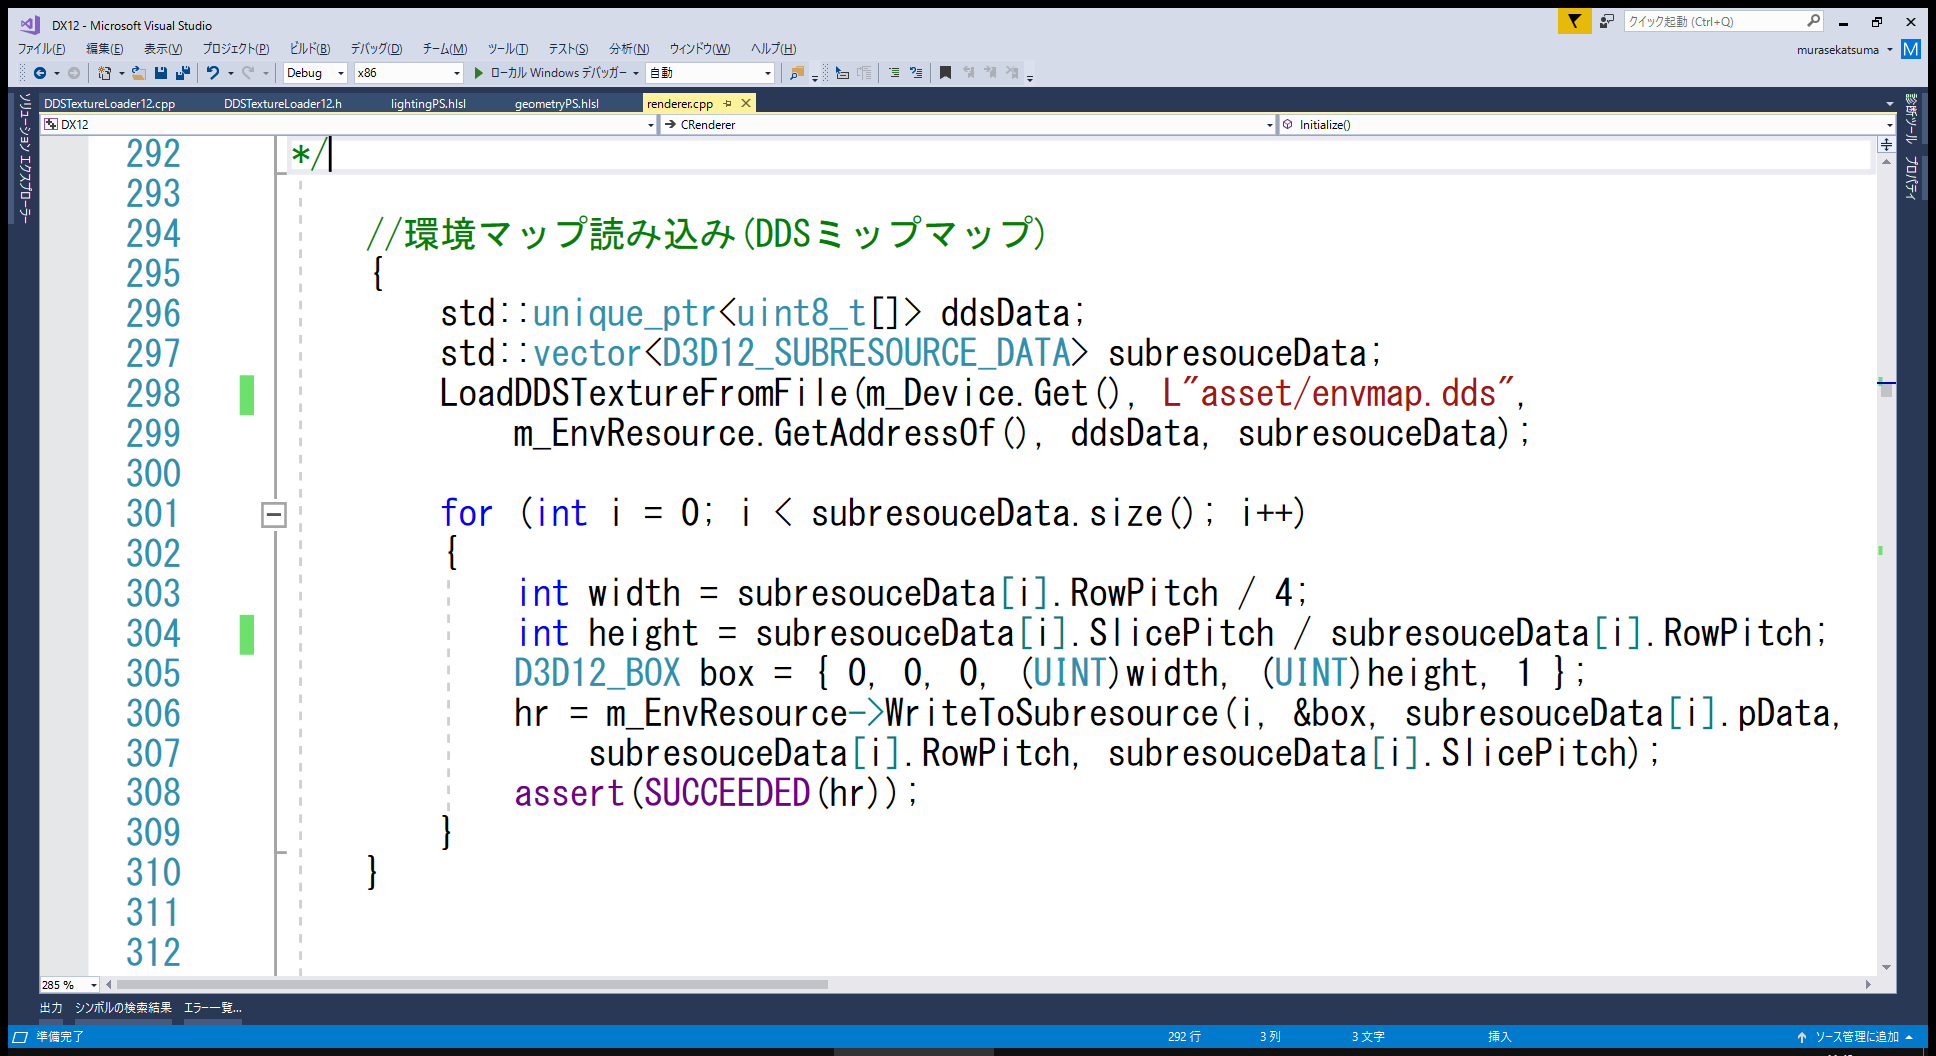 DX12 - Microsoft Visual Studio
クイック起動 (Ctrl+Q)
ファイル(F) 編集(E) 表示(V) プロジェクト(P) ビルド(B) デバッグ(D) チーム(M) ツール(T) テスト(S) 分析(N) ウィンドウ(W) ヘルプ(H)
murasekatsuma M
Debug x86 ローカル Windows デバッガー 自動
ソリューション エクスプローラー
DDSTextureLoader12.cpp DDSTextureLoader12.h lightingPS.hlsl geometryPS.hlsl renderer.cpp
診断ツール
プロパティ
DX12 CRenderer Initialize()
292 */
293
294 //環境マップ読み込み(DDSミップマップ)
295 {
296 std::unique_ptr<uint8_t[]> ddsData;
297 std::vector<D3D12_SUBRESOURCE_DATA> subresouceData;
298 LoadDDSTextureFromFile(m_Device.Get(), L"asset/envmap.dds",
299 m_EnvResource.GetAddressOf(), ddsData, subresouceData);
300
301 for (int i = 0; i < subresouceData.size(); i++)
302 {
303 int width = subresouceData[i].RowPitch / 4;
304 int height = subresouceData[i].SlicePitch / subresouceData[i].RowPitch;
305 D3D12_BOX box = { 0, 0, 0, (UINT)width, (UINT)height, 1 };
306 hr = m_EnvResource->WriteToSubresource(i, &box, subresouceData[i].pData,
307 subresouceData[i].RowPitch, subresouceData[i].SlicePitch);
308 assert(SUCCEEDED(hr));
309 }
310 }
311
312
285 %
出力 シンボルの検索結果 エラー一覧...
準備完了 292 行 3 列 3 文字 挿入 ソース管理に追加